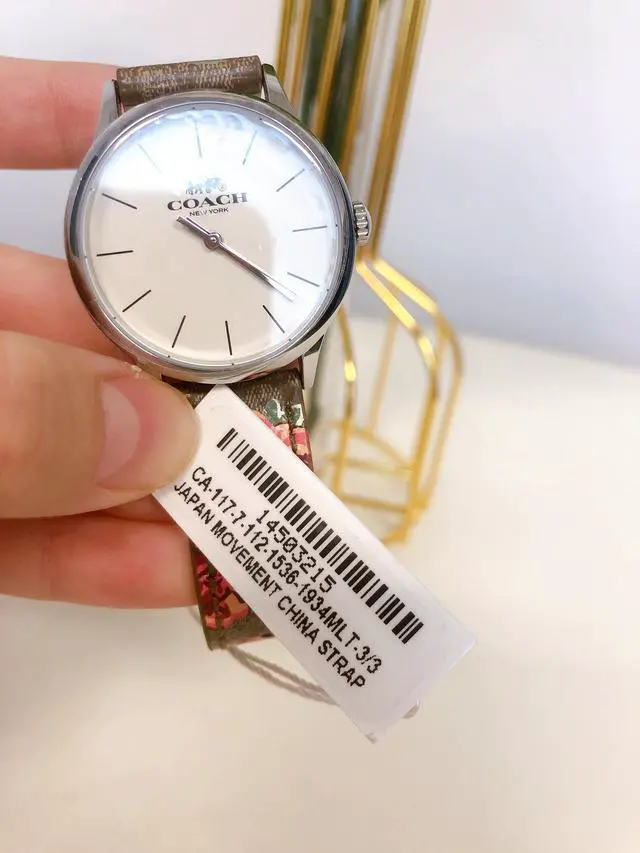 COACH
NEW YORK
14503215
CA·117·7·112·1536·1934MLT·3/3
JAPAN MOVEMENT CHINA STRAP